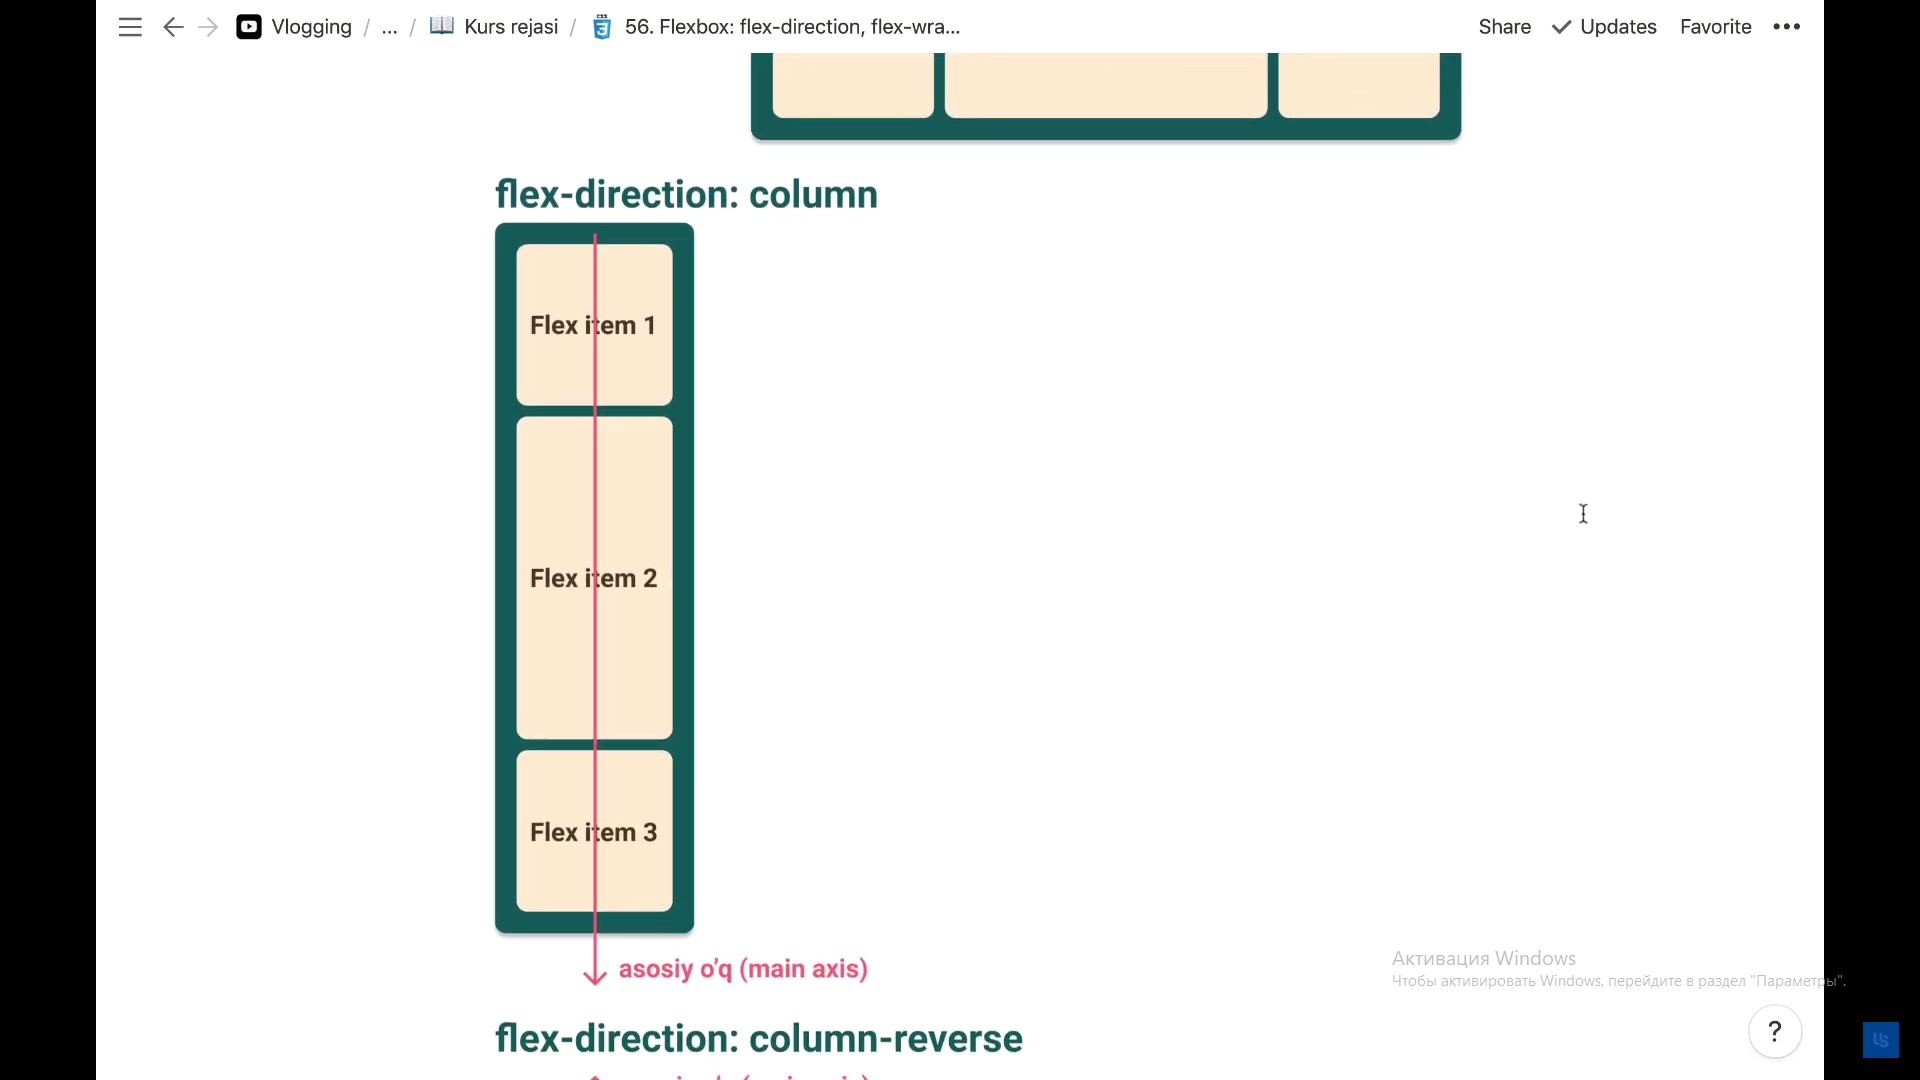 Vlogging / ... / Kurs rejasi / 56. Flexbox: flex-direction, flex-wra... Share Updates Favorite
flex-direction: column
Flex item 1
Flex item 2
Flex item 3
asosiy o'q (main axis)
Активация Windows
Чтобы активировать Windows, перейдите в раздел "Параметры".
flex-direction: column-reverse
?